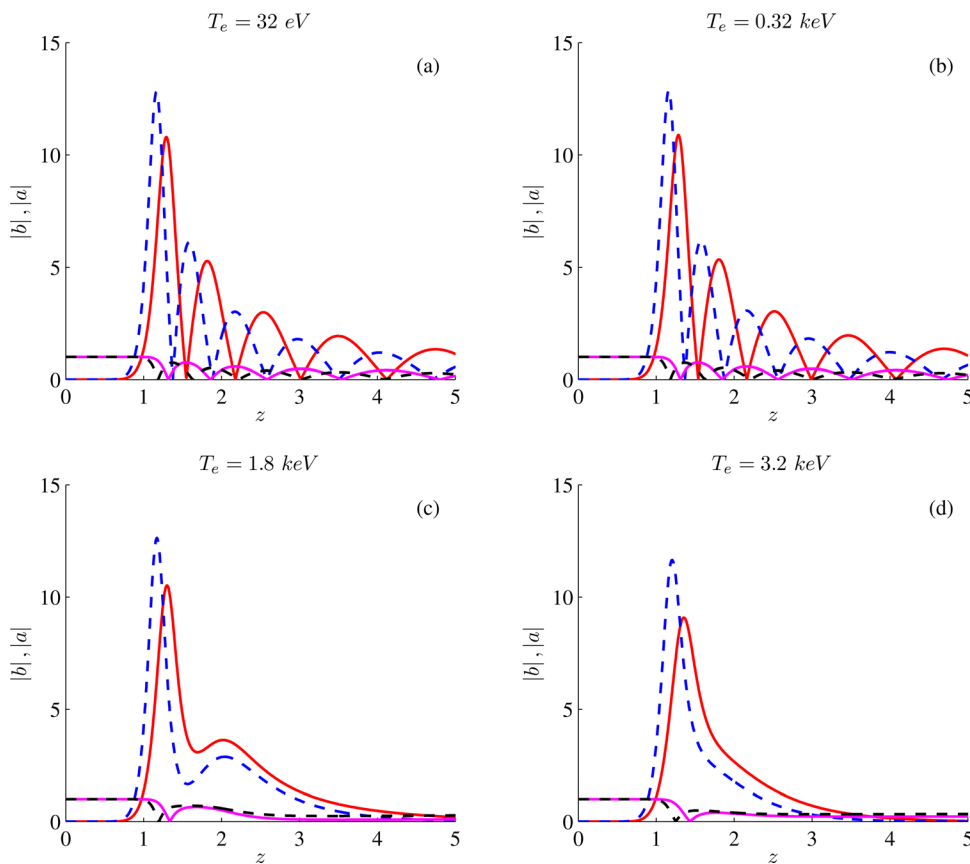 T_e = 32 eV
(a)
|b|, |a|
15
10
5
0
0 1 2 3 4 5
z
T_e = 0.32 keV
(b)
|b|, |a|
15
10
5
0
0 1 2 3 4 5
z
T_e = 1.8 keV
(c)
|b|, |a|
15
10
5
0
0 1 2 3 4 5
z
T_e = 3.2 keV
(d)
|b|, |a|
15
10
5
0
0 1 2 3 4 5
z